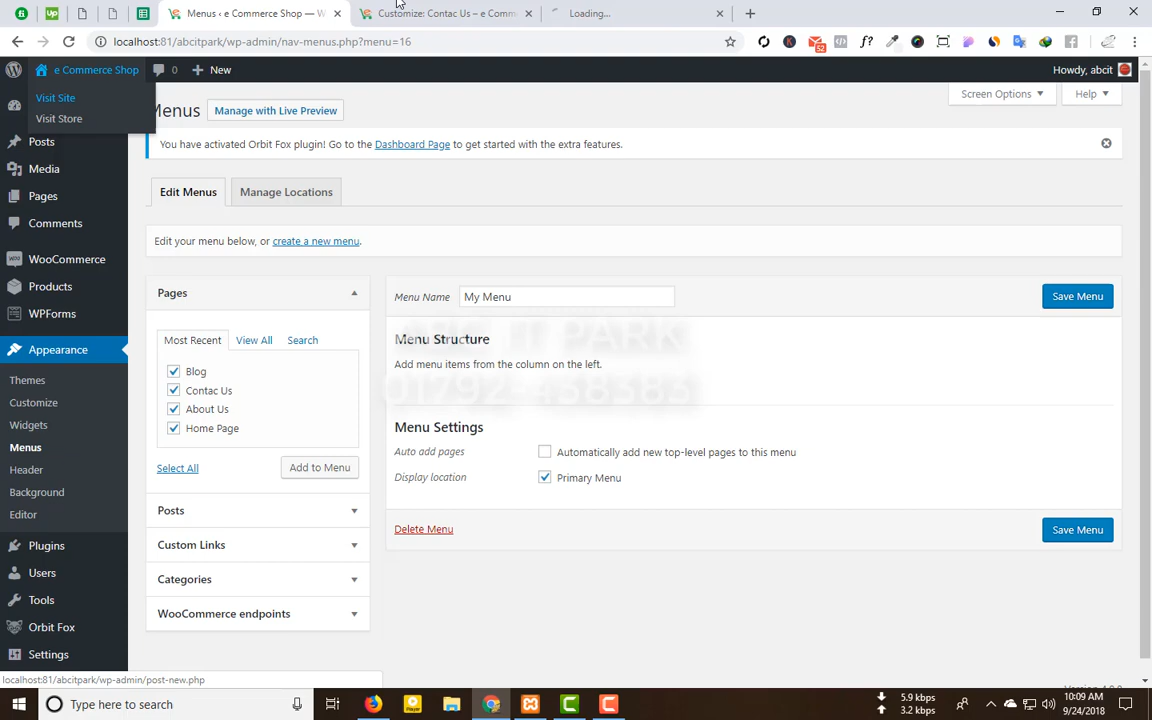 Menus ‹ e Commerce Shop — W
Customize: Contac Us – e Comm
Loading...
localhost:81/abcitpark/wp-admin/nav-menus.php?menu=16
52
e Commerce Shop
0
New
Howdy, abcit
Visit Site
Visit Store
Menus
Manage with Live Preview
Screen Options
Help
You have activated Orbit Fox plugin! Go to the Dashboard Page to get started with the extra features.
Posts
Media
Pages
Comments
WooCommerce
Products
WPForms
Appearance
Themes
Customize
Widgets
Menus
Header
Background
Editor
Plugins
Users
Tools
Orbit Fox
Settings
Edit Menus
Manage Locations
Edit your menu below, or create a new menu.
Pages
Most Recent
View All
Search
Blog
Contac Us
About Us
Home Page
Select All
Add to Menu
Posts
Custom Links
Categories
WooCommerce endpoints
Menu Name
My Menu
Save Menu
Menu Structure
Add menu items from the column on the left.
Menu Settings
Auto add pages
Automatically add new top-level pages to this menu
Display location
Primary Menu
Delete Menu
Save Menu
localhost:81/abcitpark/wp-admin/post-new.php
Type here to search
5.9 kbps
3.2 kbps
10:09 AM
9/24/2018